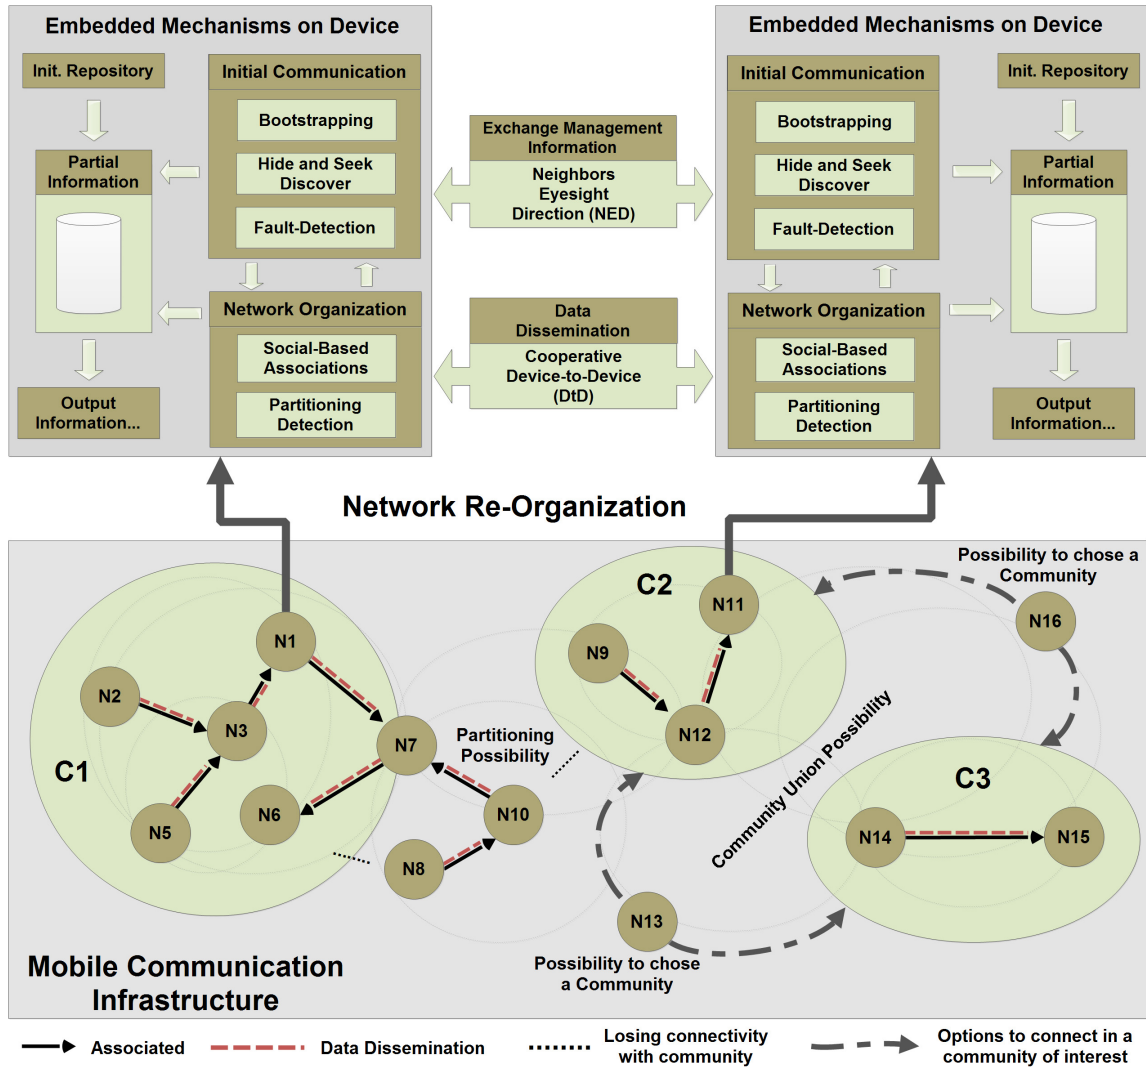 Embedded Mechanisms on Device
Init. Repository
Initial Communication
Bootstrapping
Hide and Seek
Discover
Fault-Detection
Partial
Information
Network Organization
Social-Based
Associations
Partitioning
Detection
Output
Information...
Exchange Management
Information
Neighbors
Eyesight
Direction (NED)
Data
Dissemination
Cooperative
Device-to-Device
(DtD)
Embedded Mechanisms on Device
Initial Communication
Init. Repository
Bootstrapping
Hide and Seek
Discover
Fault-Detection
Partial
Information
Network Organization
Social-Based
Associations
Partitioning
Detection
Output
Information...
Network Re-Organization
C1
N1
N2
N3
N5
N6
N7
N8
N10
Partitioning
Possibility
C2
N11
N9
N12
Possibility to chose a
Community
N16
Community Union Possibility
C3
N14
N15
N13
Possibility to chose
a Community
Mobile Communication
Infrastructure
Associated
Data Dissemination
Losing connectivity
with community
Options to connect in a
community of interest